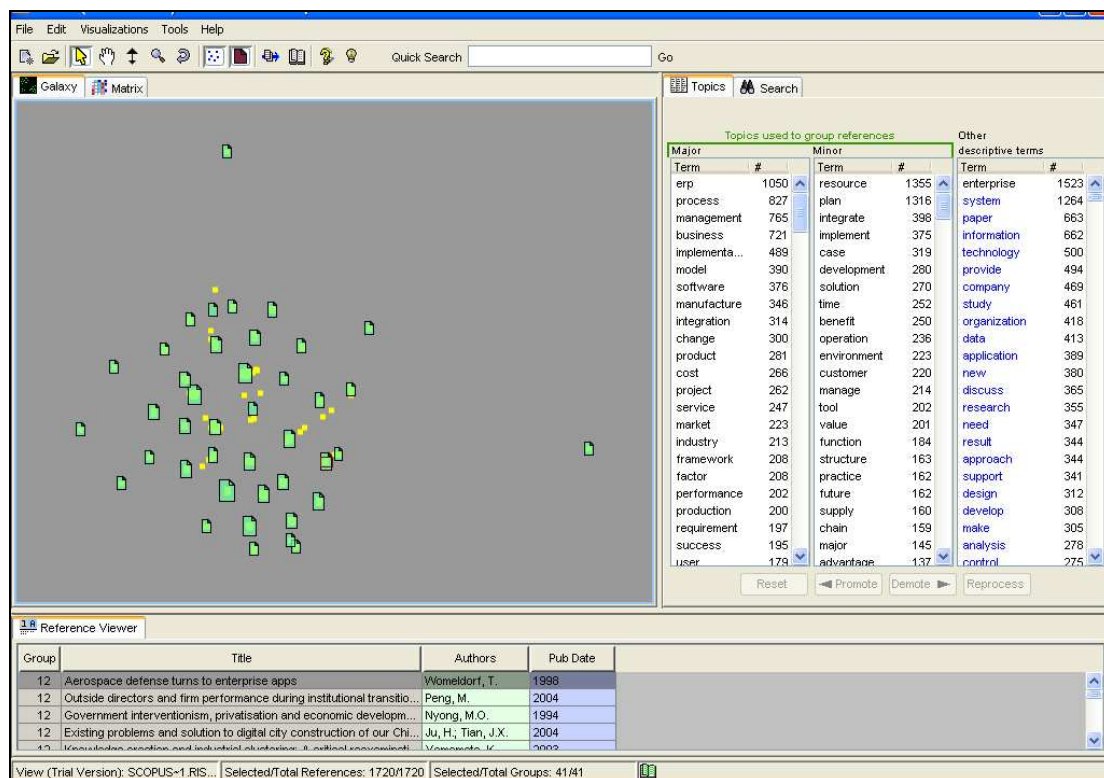 File Edit Visualizations Tools Help
Quick Search Go
Galaxy Matrix
Topics Search
Topics used to group references Other
Major Minor descriptive terms
Term # Term # Term #
erp 1050 resource 1355 enterprise 1523
process 827 plan 1316 system 1264
management 765 integrate 398 paper 663
business 721 implement 375 information 662
implementa... 489 case 319 technology 500
model 390 development 280 provide 494
software 376 solution 270 company 469
manufacture 346 time 252 study 461
integration 314 benefit 250 organization 418
change 300 operation 236 data 413
product 281 environment 223 application 389
cost 266 customer 220 new 380
project 262 manage 214 discuss 365
service 247 tool 202 research 355
market 223 value 201 need 347
industry 213 function 184 result 344
framework 208 structure 163 approach 344
factor 208 practice 162 support 341
performance 202 future 162 design 312
production 200 supply 160 develop 308
requirement 197 chain 159 make 305
success 195 major 145 analysis 278
user 179 advantage 137 control 275
Reset Promote Demote Reprocess
Reference Viewer
Group Title Authors Pub Date
12 Aerospace defense turns to enterprise apps Womeldorf, T. 1998
12 Outside directors and firm performance during institutional transitio... Peng, M. 2004
12 Government interventionism, privatisation and economic developm... Nyong, M.O. 1994
12 Existing problems and solution to digital city construction of our Chi... Ju, H.; Tian, J.X. 2004
View (Trial Version): SCOPUS~1.RIS... Selected/Total References: 1720/1720 Selected/Total Groups: 41/41